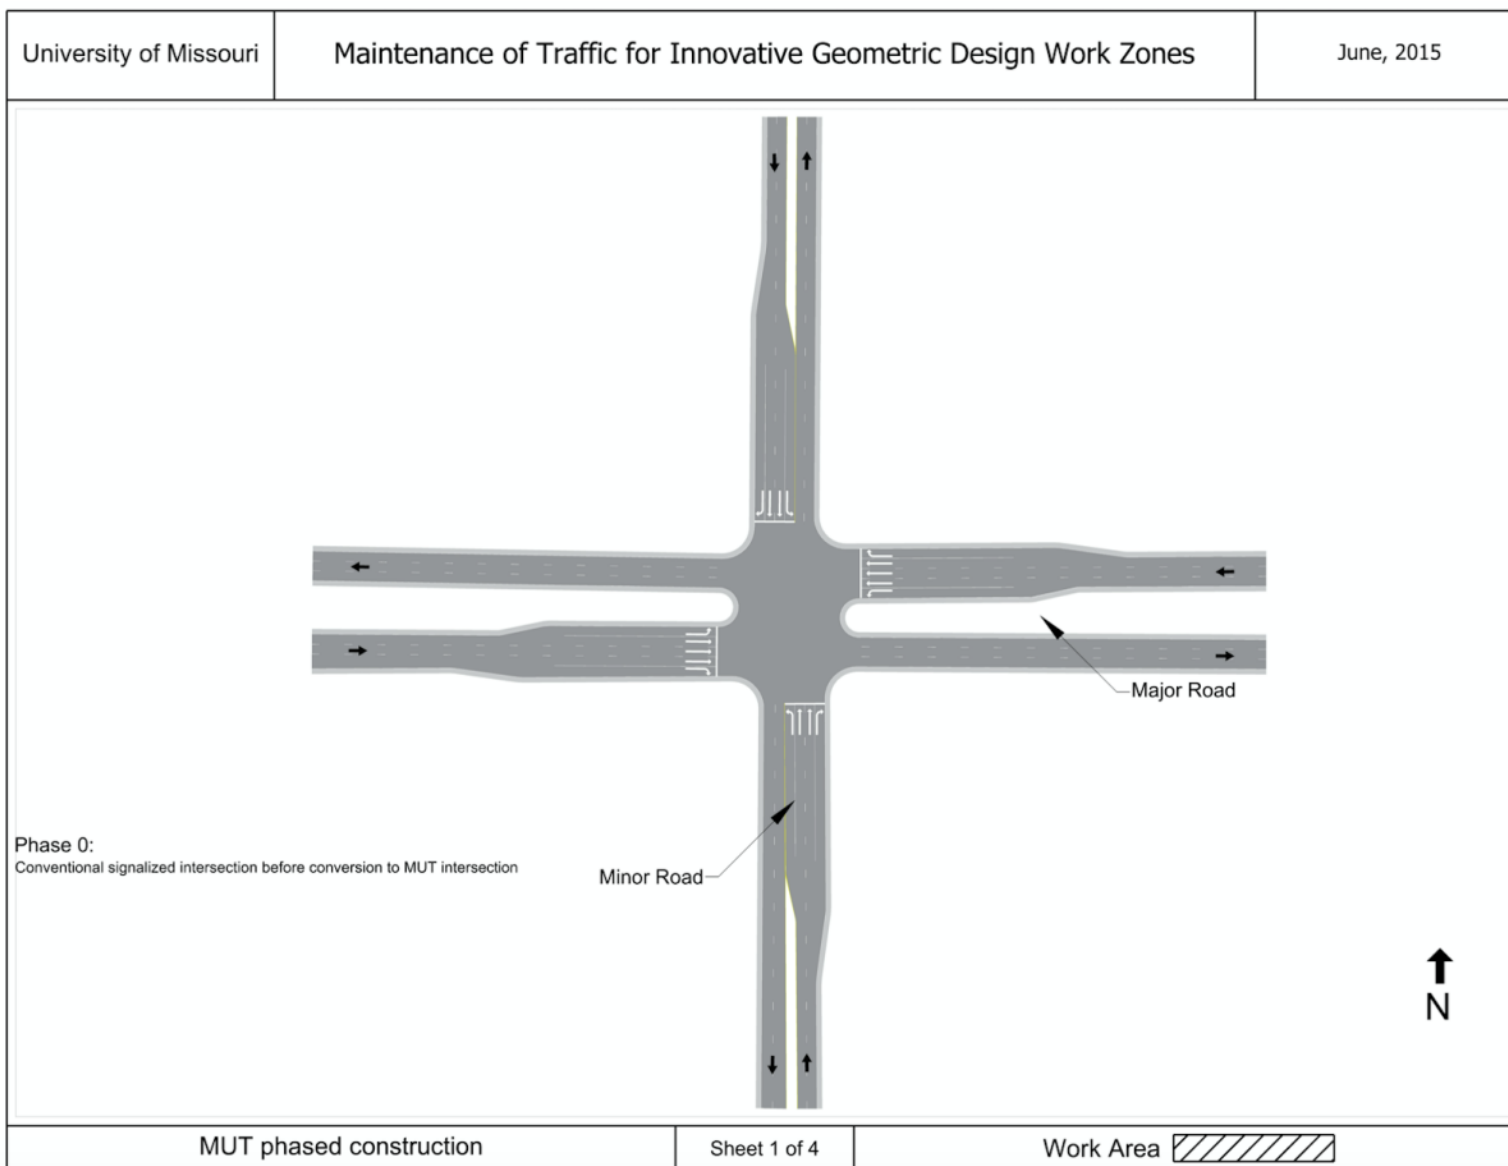 University of Missouri
Maintenance of Traffic for Innovative Geometric Design Work Zones
June, 2015
Major Road
Phase 0:
Conventional signalized intersection before conversion to MUT intersection
Minor Road
N
MUT phased construction
Sheet 1 of 4
Work Area